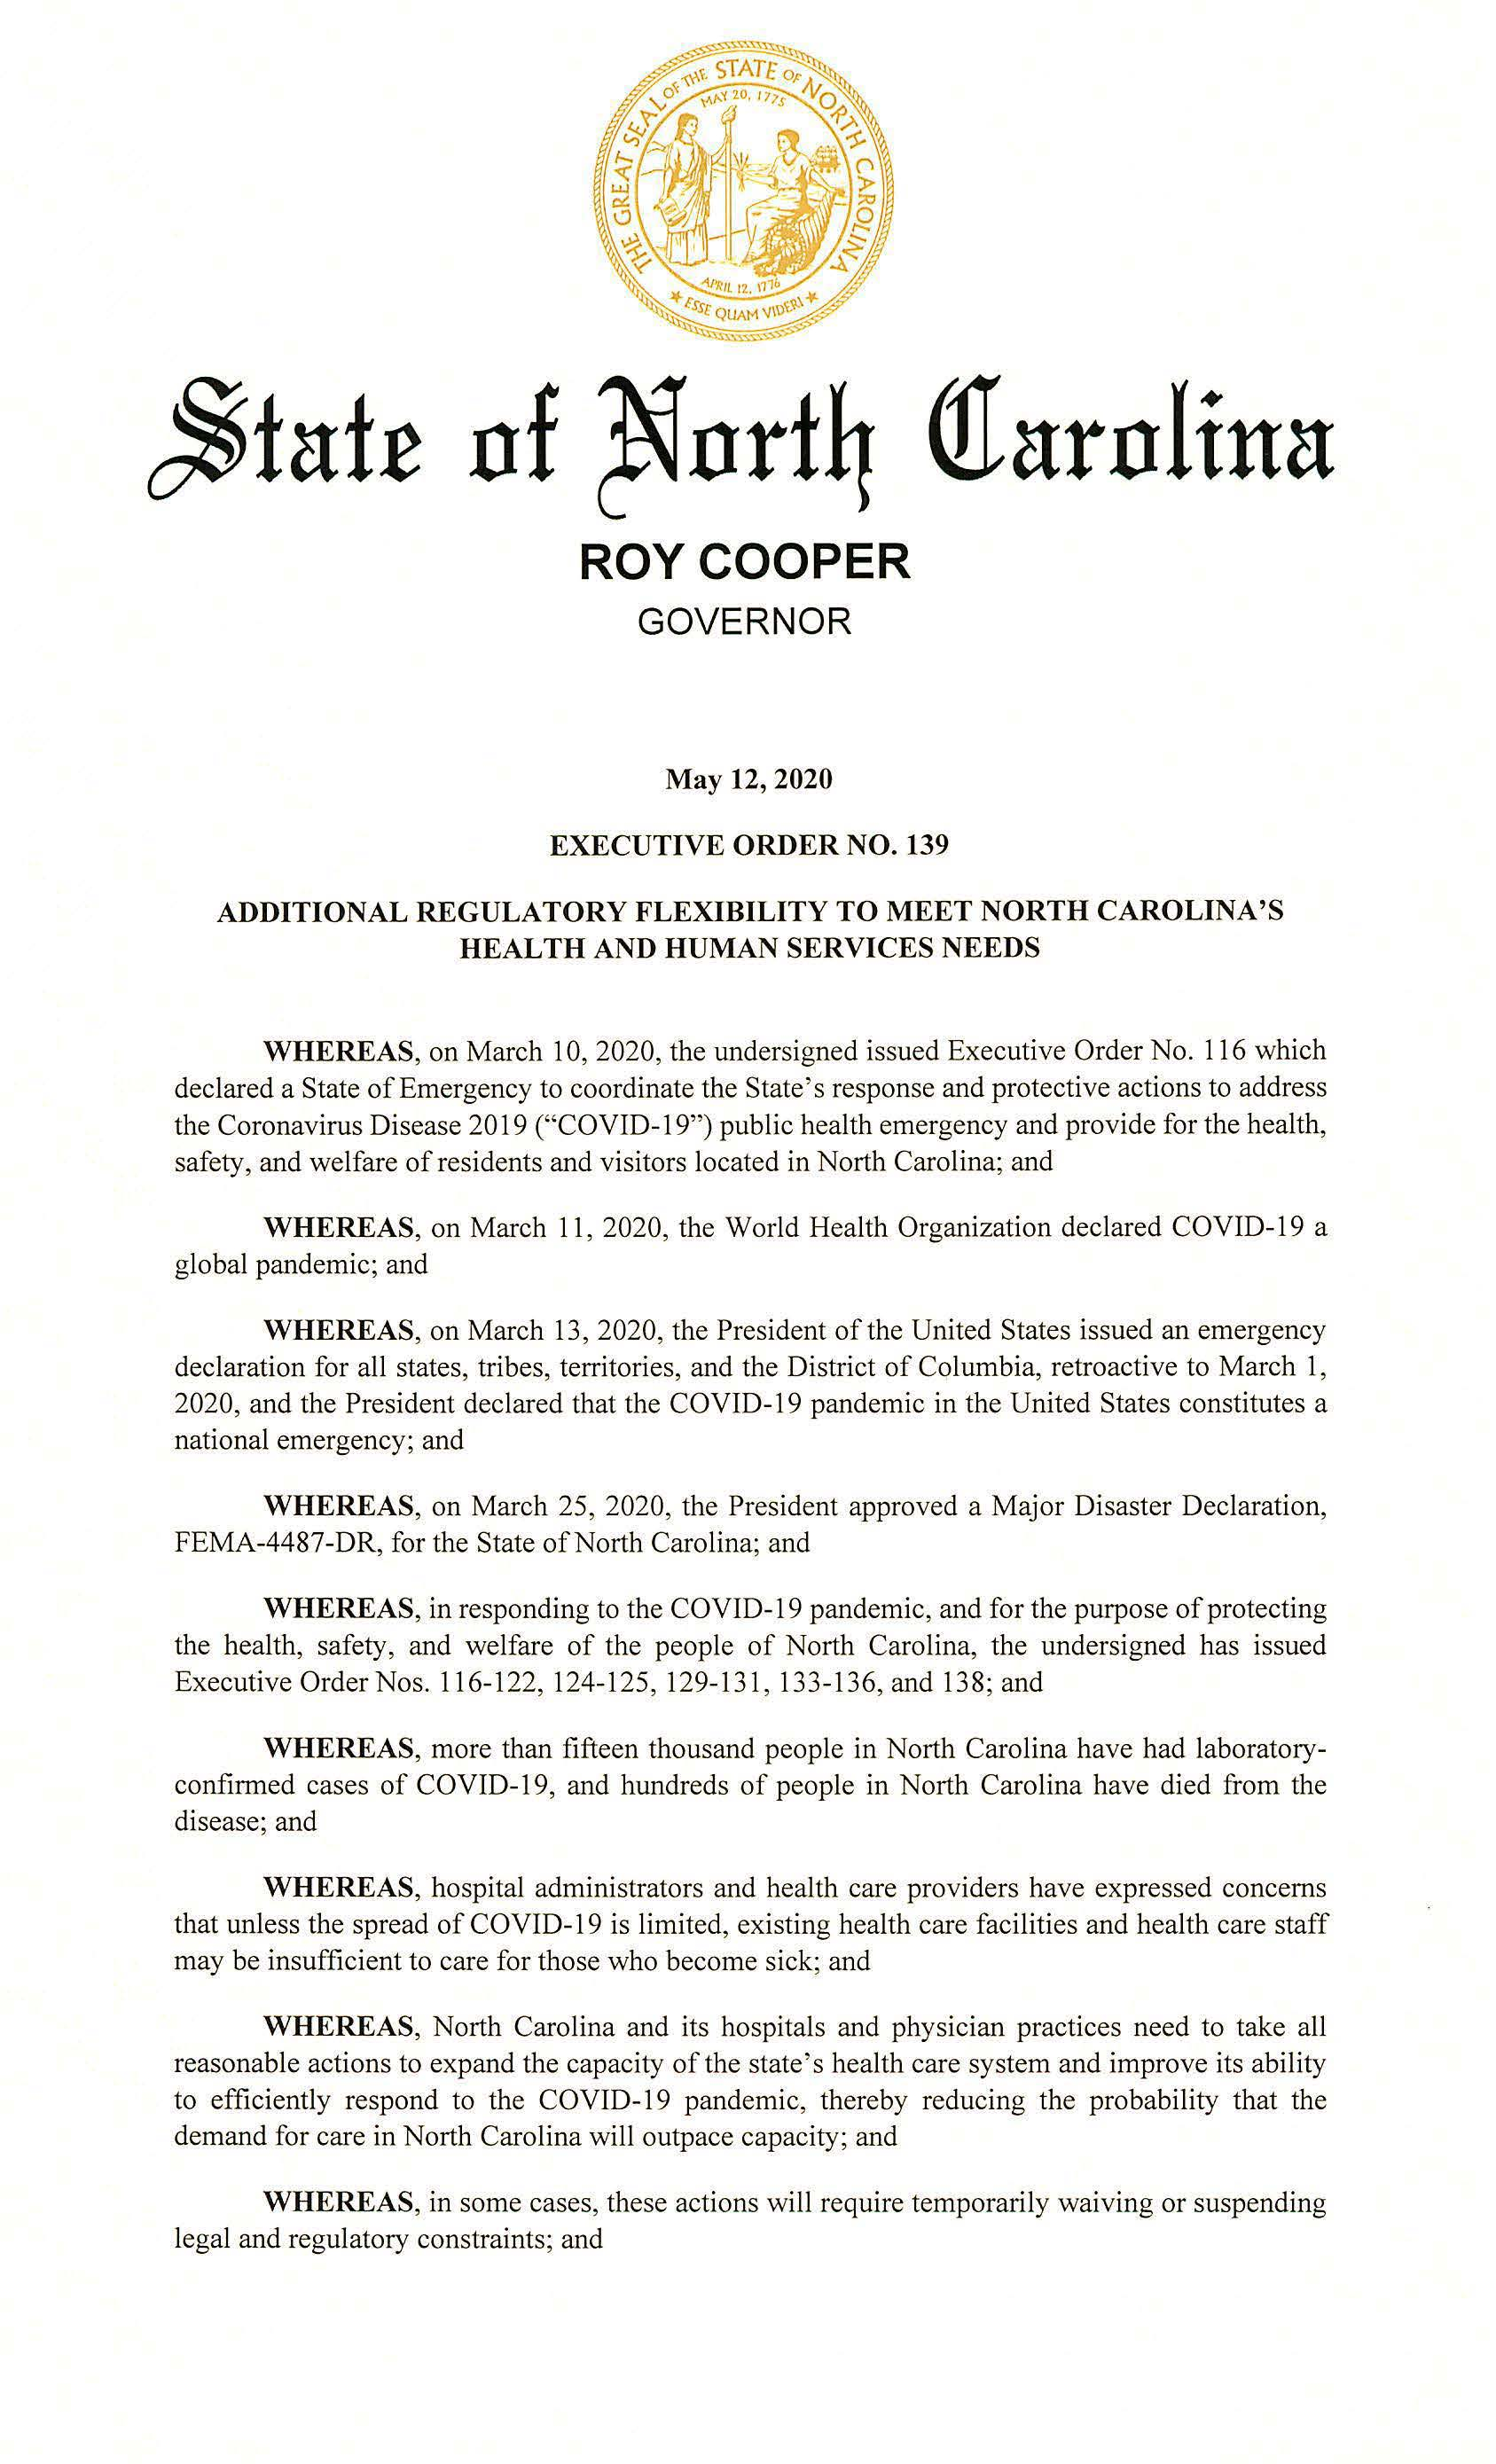 THE GREAT SEAL OF THE STATE OF NORTH CAROLINA
MAY 20, 1775
APRIL 12, 1776
★ ESSE QUAM VIDERI ★
State of North Carolina
ROY COOPER
GOVERNOR
May 12, 2020
EXECUTIVE ORDER NO. 139
ADDITIONAL REGULATORY FLEXIBILITY TO MEET NORTH CAROLINA'S
HEALTH AND HUMAN SERVICES NEEDS
WHEREAS, on March 10, 2020, the undersigned issued Executive Order No. 116 which
declared a State of Emergency to coordinate the State's response and protective actions to address
the Coronavirus Disease 2019 ("COVID-19") public health emergency and provide for the health,
safety, and welfare of residents and visitors located in North Carolina; and
WHEREAS, on March 11, 2020, the World Health Organization declared COVID-19 a
global pandemic; and
WHEREAS, on March 13, 2020, the President of the United States issued an emergency
declaration for all states, tribes, territories, and the District of Columbia, retroactive to March 1,
2020, and the President declared that the COVID-19 pandemic in the United States constitutes a
national emergency; and
WHEREAS, on March 25, 2020, the President approved a Major Disaster Declaration,
FEMA-4487-DR, for the State of North Carolina; and
WHEREAS, in responding to the COVID-19 pandemic, and for the purpose of protecting
the health, safety, and welfare of the people of North Carolina, the undersigned has issued
Executive Order Nos. 116-122, 124-125, 129-131, 133-136, and 138; and
WHEREAS, more than fifteen thousand people in North Carolina have had laboratory-
confirmed cases of COVID-19, and hundreds of people in North Carolina have died from the
disease; and
WHEREAS, hospital administrators and health care providers have expressed concerns
that unless the spread of COVID-19 is limited, existing health care facilities and health care staff
may be insufficient to care for those who become sick; and
WHEREAS, North Carolina and its hospitals and physician practices need to take all
reasonable actions to expand the capacity of the state's health care system and improve its ability
to efficiently respond to the COVID-19 pandemic, thereby reducing the probability that the
demand for care in North Carolina will outpace capacity; and
WHEREAS, in some cases, these actions will require temporarily waiving or suspending
legal and regulatory constraints; and